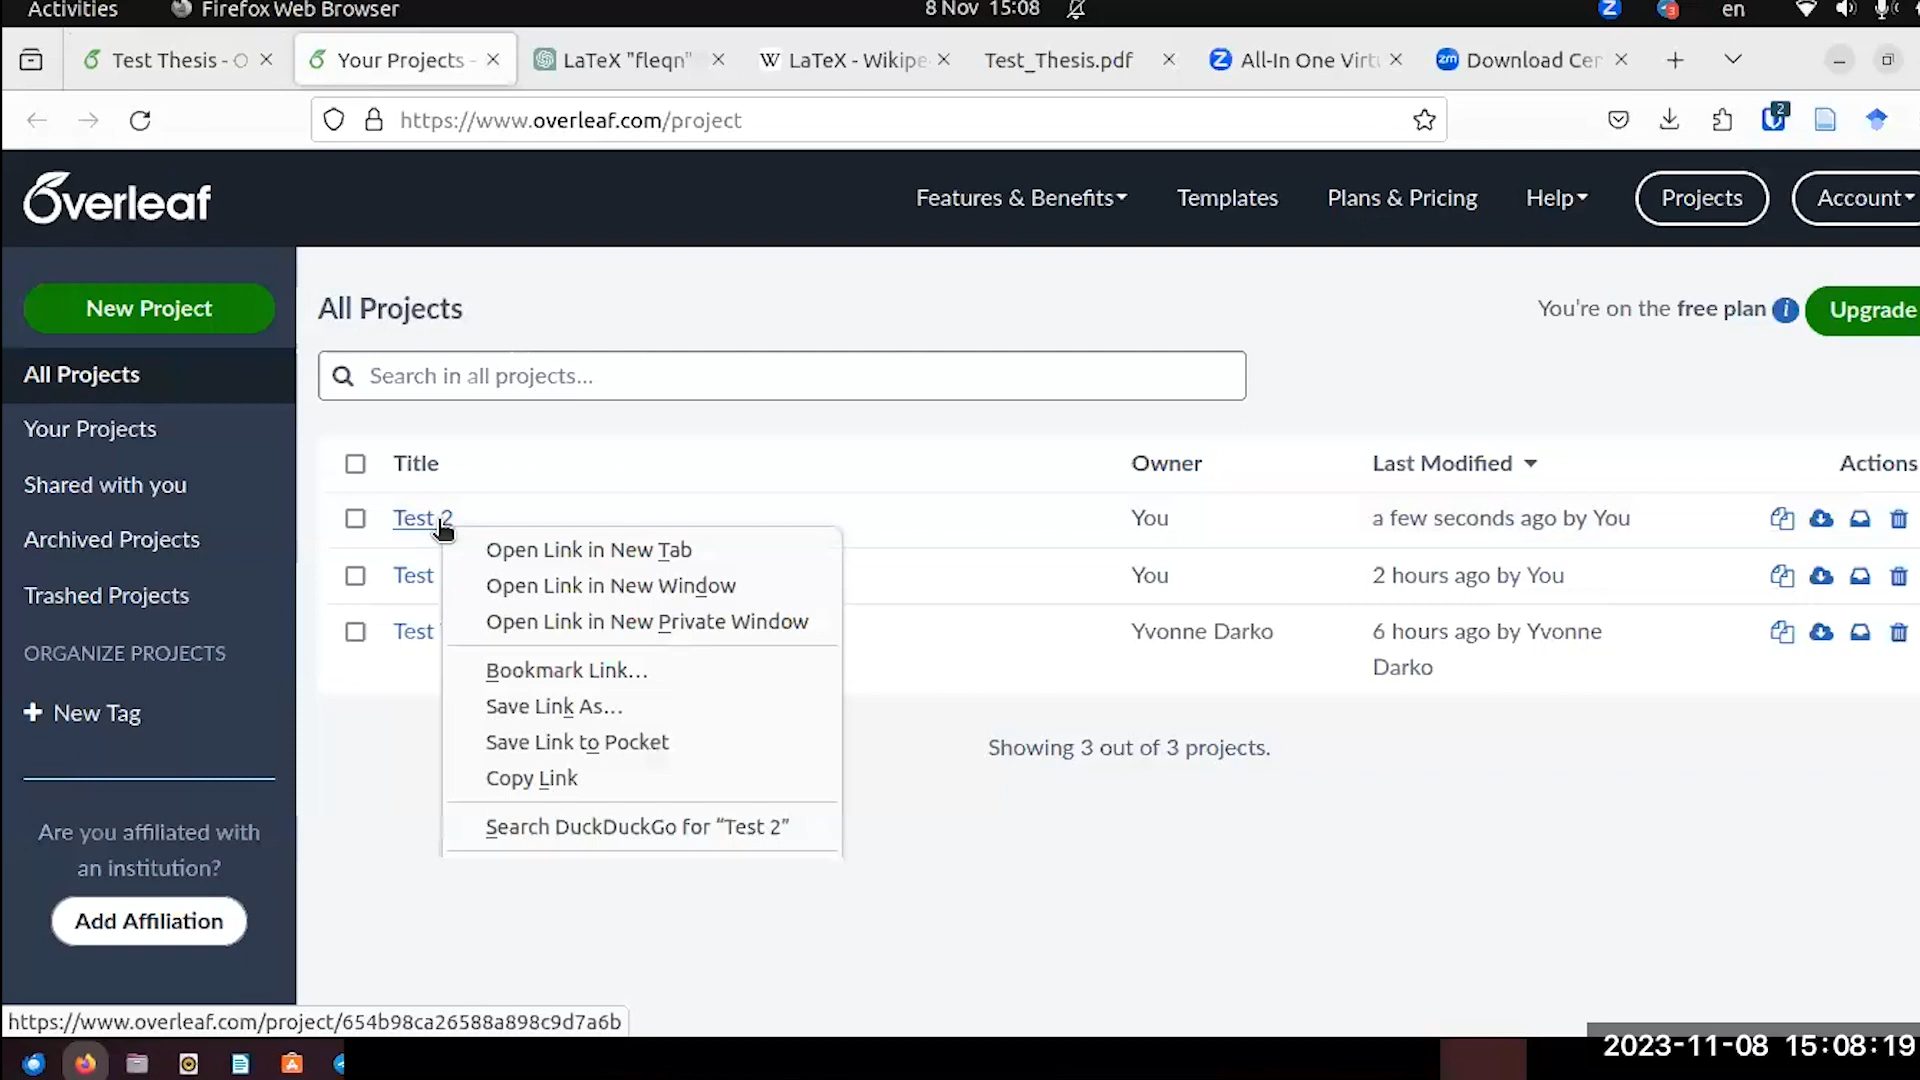 Activities Firefox Web Browser 8 Nov 15:08 en
Test Thesis - Your Projects - LaTeX "fleqn" LaTeX - Wikipe Test_Thesis.pdf All-In One Virtu Download Cen
https://www.overleaf.com/project 2
Overleaf Features & Benefits Templates Plans & Pricing Help Projects Account
New Project
All Projects
Your Projects
Shared with you
Archived Projects
Trashed Projects
ORGANIZE PROJECTS
+ New Tag
Are you affiliated with
an institution?
Add Affiliation
All Projects You're on the free plan i Upgrade
Search in all projects...
Title Owner Last Modified Actions
Test 2 You a few seconds ago by You
Test You 2 hours ago by You
Test Yvonne Darko 6 hours ago by Yvonne
Darko
Open Link in New Tab
Open Link in New Window
Open Link in New Private Window
Bookmark Link...
Save Link As...
Save Link to Pocket
Copy Link
Search DuckDuckGo for “Test 2”
Showing 3 out of 3 projects.
https://www.overleaf.com/project/654b98ca26588a898c9d7a6b
2023-11-08 15:08:19